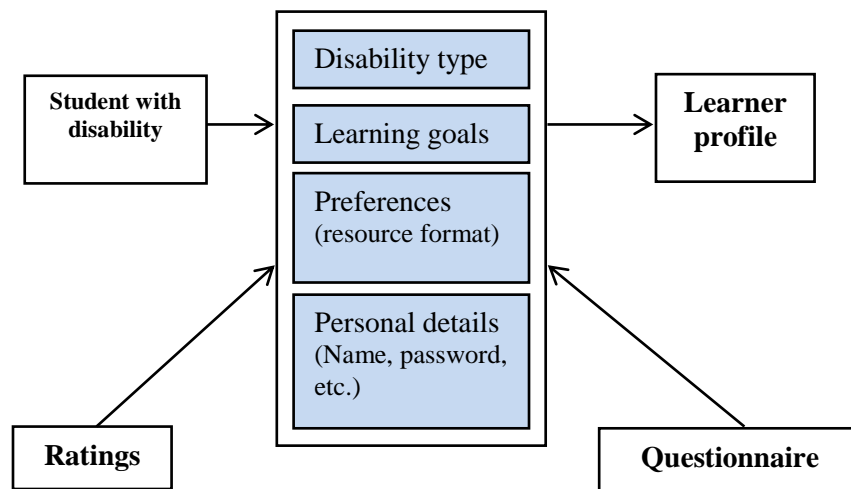 Student with
disability
Disability type
Learning goals
Preferences
(resource format)
Personal details
(Name, password,
etc.)
Learner
profile
Ratings
Questionnaire